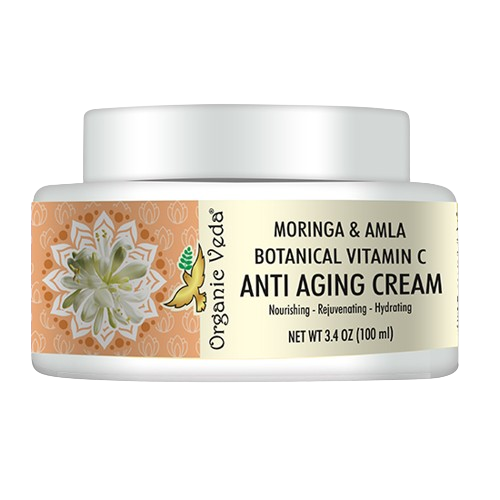 Organic Veda®
MORINGA & AMLA
BOTANICAL VITAMIN C
ANTI AGING CREAM
Nourishing - Rejuvenating - Hydrating
NET WT 3.4 OZ (100 ml)